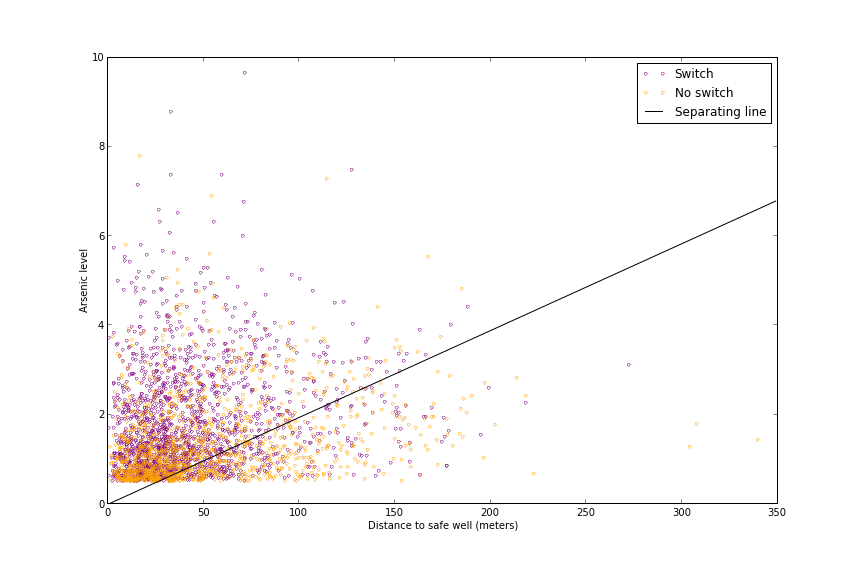 10
8
6
4
2
0
0 50 100 150 200 250 300 350
Arsenic level
Distance to safe well (meters)
Switch
No switch
Separating line